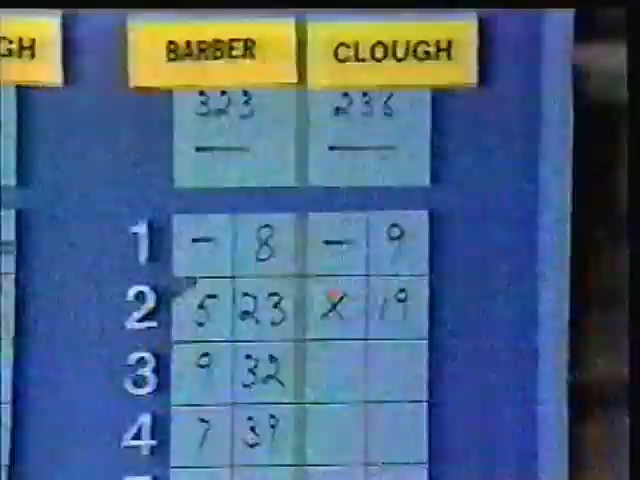 GH BARBER CLOUGH
323 236
— —
1 – 8 – 9
2 5 23 X 19
3 9 32
4 7 39